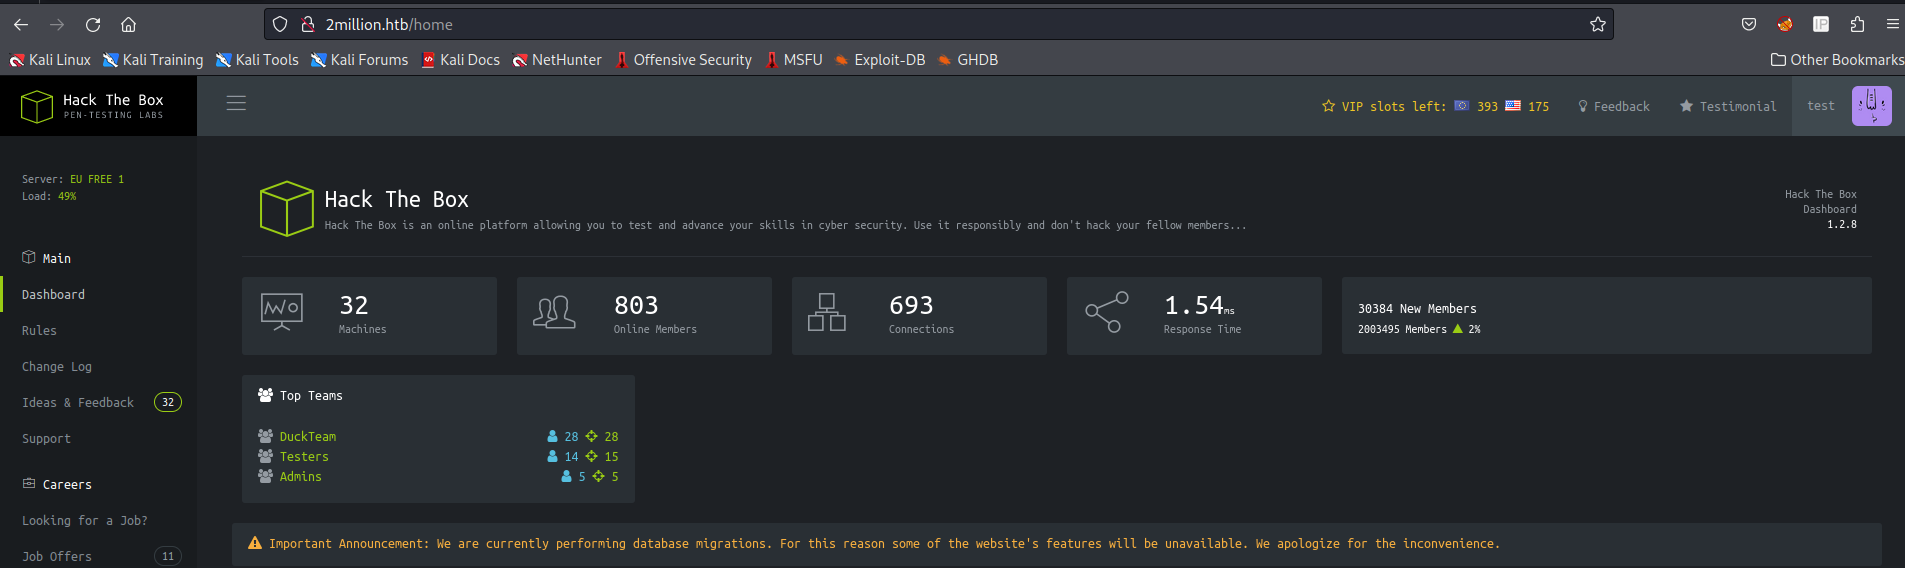 2million.htb/home
Kali Linux Kali Training Kali Tools Kali Forums Kali Docs NetHunter Offensive Security MSFU Exploit-DB GHDB Other Bookmarks
Hack The Box
PEN-TESTING LABS
VIP slots left: 393 175 Feedback Testimonial test
Server: EU FREE 1
Load: 49%
Main
Dashboard
Rules
Change Log
Ideas & Feedback 32
Support
Careers
Looking for a Job?
Job Offers 11
Hack The Box
Hack The Box is an online platform allowing you to test and advance your skills in cyber security. Use it responsibly and don't hack your fellow members...
Hack The Box
Dashboard
1.2.8
32
Machines
803
Online Members
693
Connections
1.54ms
Response Time
30384 New Members
2003495 Members 2%
Top Teams
DuckTeam 28 28
Testers 14 15
Admins 5 5
Important Announcement: We are currently performing database migrations. For this reason some of the website's features will be unavailable. We apologize for the inconvenience.